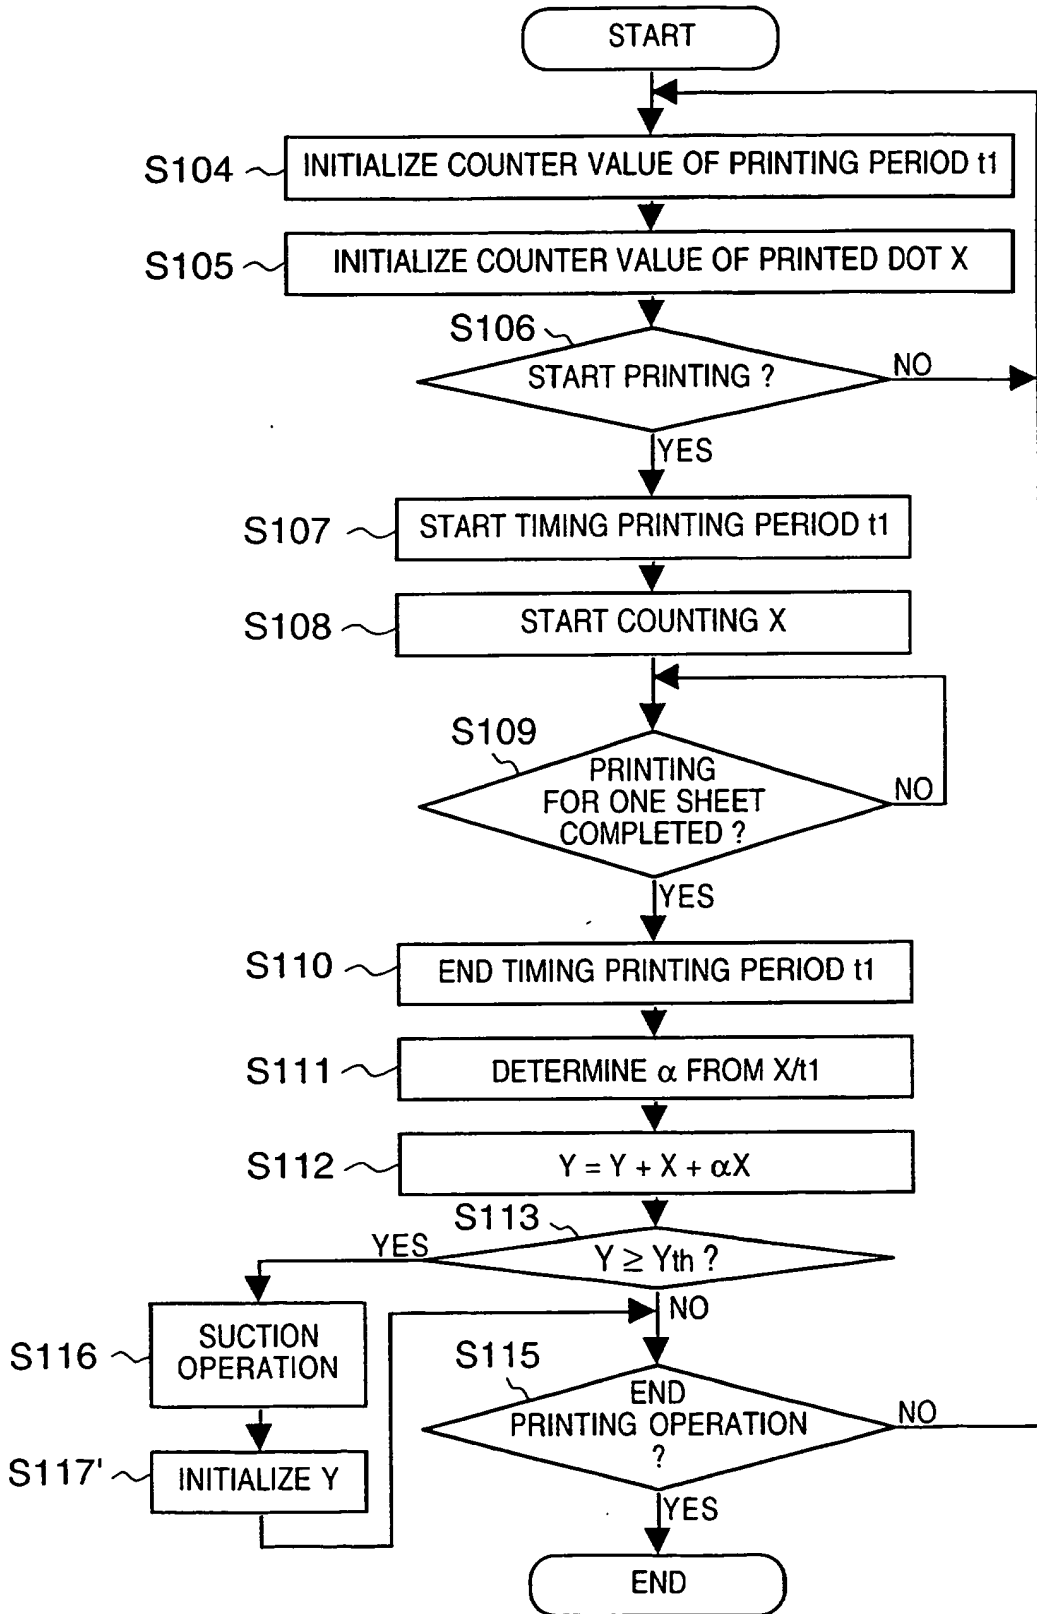 START
S104
INITIALIZE COUNTER VALUE OF PRINTING PERIOD t1
S105
INITIALIZE COUNTER VALUE OF PRINTED DOT X
S106
START PRINTING ?
NO
YES
S107
START TIMING PRINTING PERIOD t1
S108
START COUNTING X
S109
PRINTING
FOR ONE SHEET
COMPLETED ?
NO
YES
S110
END TIMING PRINTING PERIOD t1
S111
DETERMINE α FROM X/t1
S112
Y = Y + X + αX
S113
Y ≥ Yth ?
YES
NO
S116
SUCTION
OPERATION
S117'
INITIALIZE Y
S115
END
PRINTING OPERATION
?
NO
YES
END